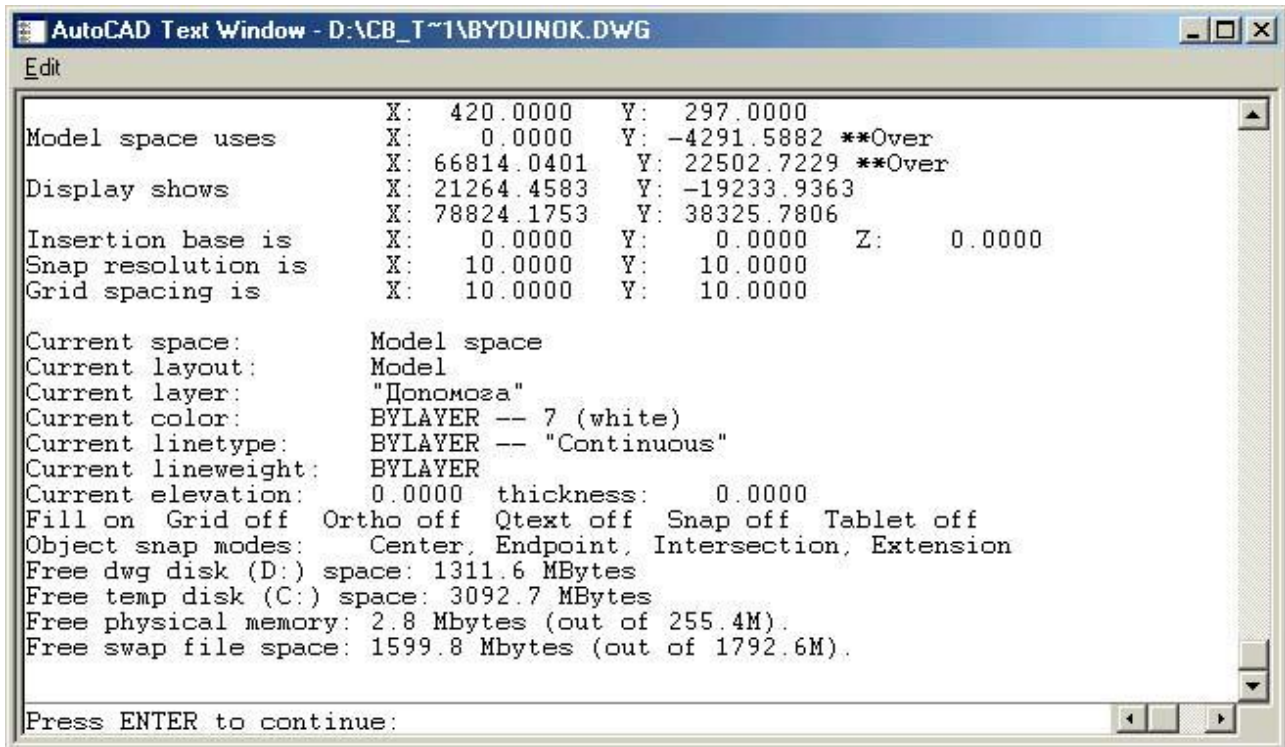 AutoCAD Text Window - D:\CB_T~1\BYDUNOK.DWG
Edit
X: 420.0000 Y: 297.0000
Model space uses X: 0.0000 Y: -4291.5882 **Over
X: 66814.0401 Y: 22502.7229 **Over
Display shows X: 21264.4583 Y: -19233.9363
X: 78824.1753 Y: 38325.7806
Insertion base is X: 0.0000 Y: 0.0000 Z: 0.0000
Snap resolution is X: 10.0000 Y: 10.0000
Grid spacing is X: 10.0000 Y: 10.0000
Current space: Model space
Current layout: Model
Current layer: "Допомога"
Current color: BYLAYER -- 7 (white)
Current linetype: BYLAYER -- "Continuous"
Current lineweight: BYLAYER
Current elevation: 0.0000 thickness: 0.0000
Fill on Grid off Ortho off Qtext off Snap off Tablet off
Object snap modes: Center, Endpoint, Intersection, Extension
Free dwg disk (D:) space: 1311.6 MBytes
Free temp disk (C:) space: 3092.7 MBytes
Free physical memory: 2.8 Mbytes (out of 255.4M).
Free swap file space: 1599.8 Mbytes (out of 1792.6M).
Press ENTER to continue: